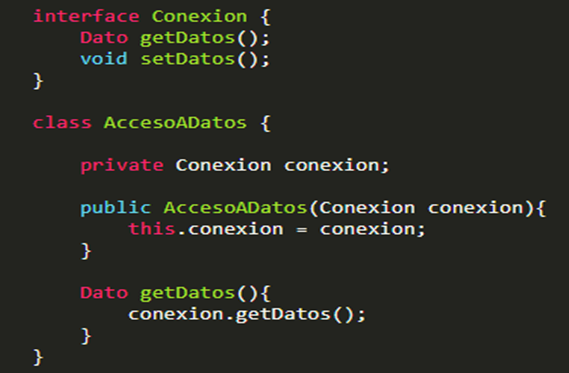 interface Conexion {
    Dato getDatos();
    void setDatos();
}
class AccesoADatos {
    private Conexion conexion;
    public AccesoADatos(Conexion conexion){
        this.conexion = conexion;
    }
    Dato getDatos(){
        conexion.getDatos();
    }
}